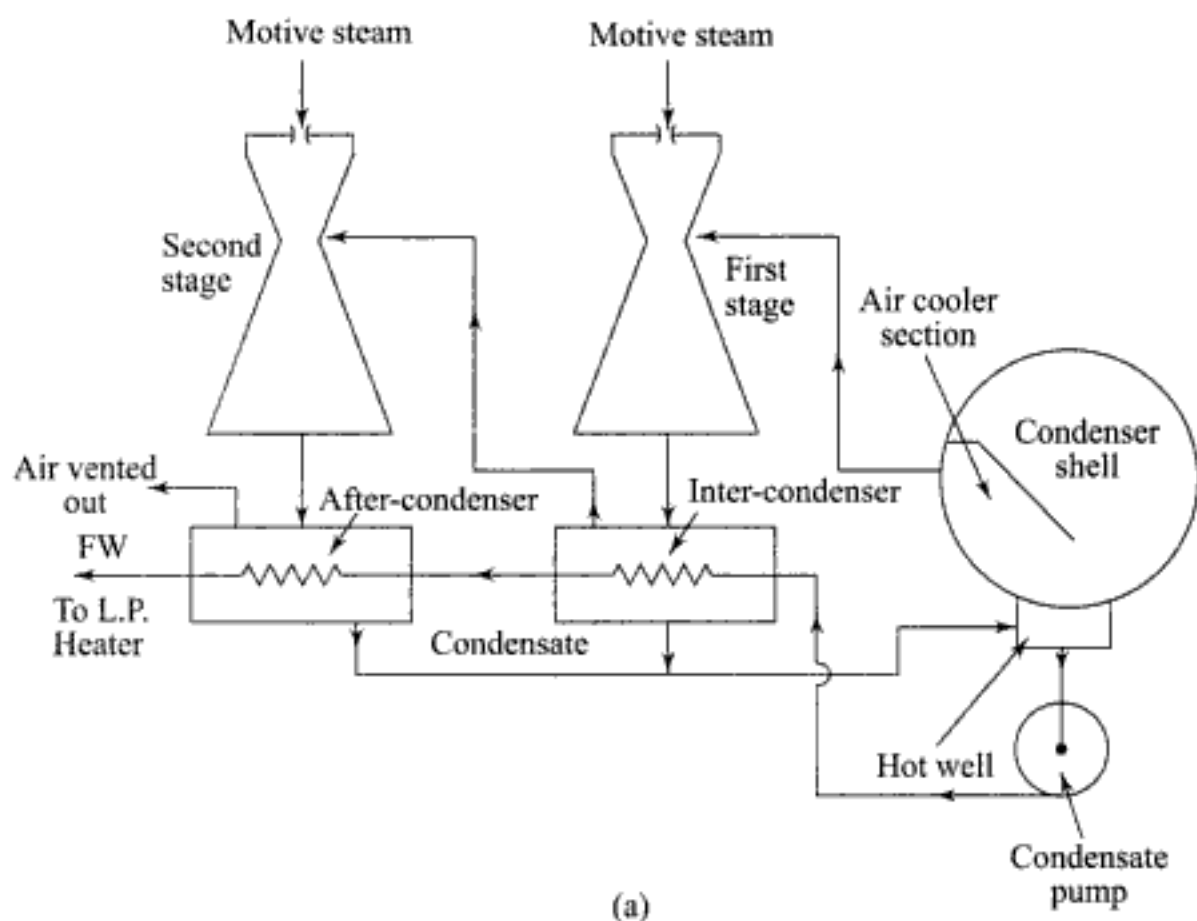 Motive steam
Motive steam
Second
stage
First
stage
Air cooler
section
Condenser
shell
Air vented
out
After-condenser
Inter-condenser
FW
To L.P.
Heater
Condensate
Hot well
Condensate
pump
(a)